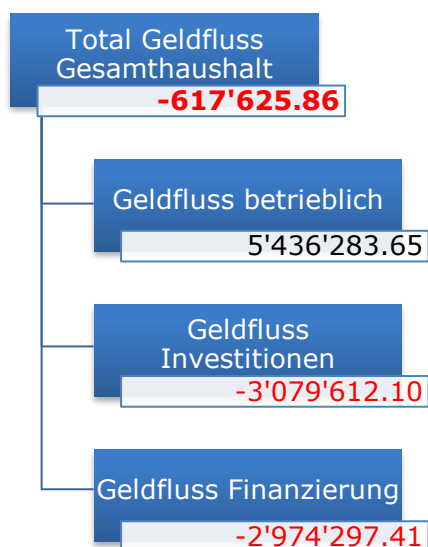 Total Geldfluss
Gesamthaushalt
-617'625.86
Geldfluss betrieblich
5'436'283.65
Geldfluss
Investitionen
-3'079'612.10
Geldfluss Finanzierung
-2'974'297.41